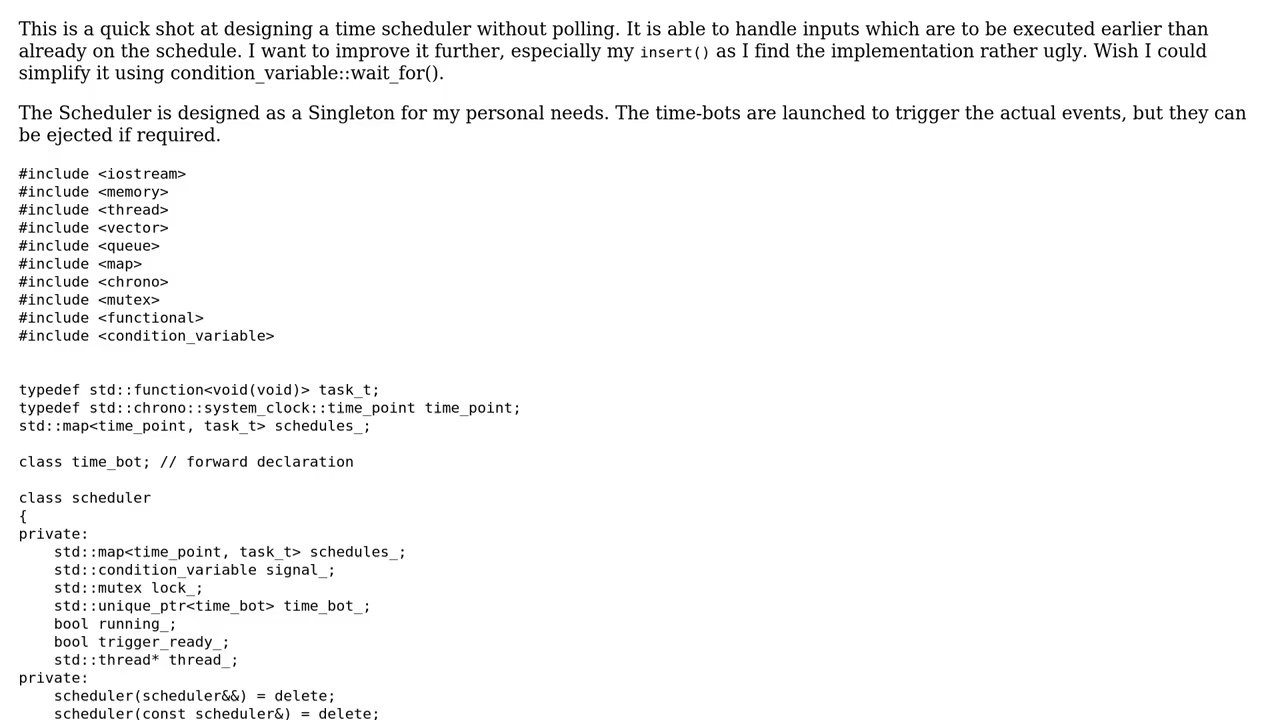 This is a quick shot at designing a time scheduler without polling. It is able to handle inputs which are to be executed earlier than
already on the schedule. I want to improve it further, especially my insert() as I find the implementation rather ugly. Wish I could
simplify it using condition_variable::wait_for().
The Scheduler is designed as a Singleton for my personal needs. The time-bots are launched to trigger the actual events, but they can
be ejected if required.
#include <iostream>
#include <memory>
#include <thread>
#include <vector>
#include <queue>
#include <map>
#include <chrono>
#include <mutex>
#include <functional>
#include <condition_variable>
typedef std::function<void(void)> task_t;
typedef std::chrono::system_clock::time_point time_point;
std::map<time_point, task_t> schedules_;
class time_bot; // forward declaration
class scheduler
{
private:
    std::map<time_point, task_t> schedules_;
    std::condition_variable signal_;
    std::mutex lock_;
    std::unique_ptr<time_bot> time_bot_;
    bool running_;
    bool trigger_ready_;
    std::thread* thread_;
private:
    scheduler(scheduler&&) = delete;
    scheduler(const scheduler&) = delete;